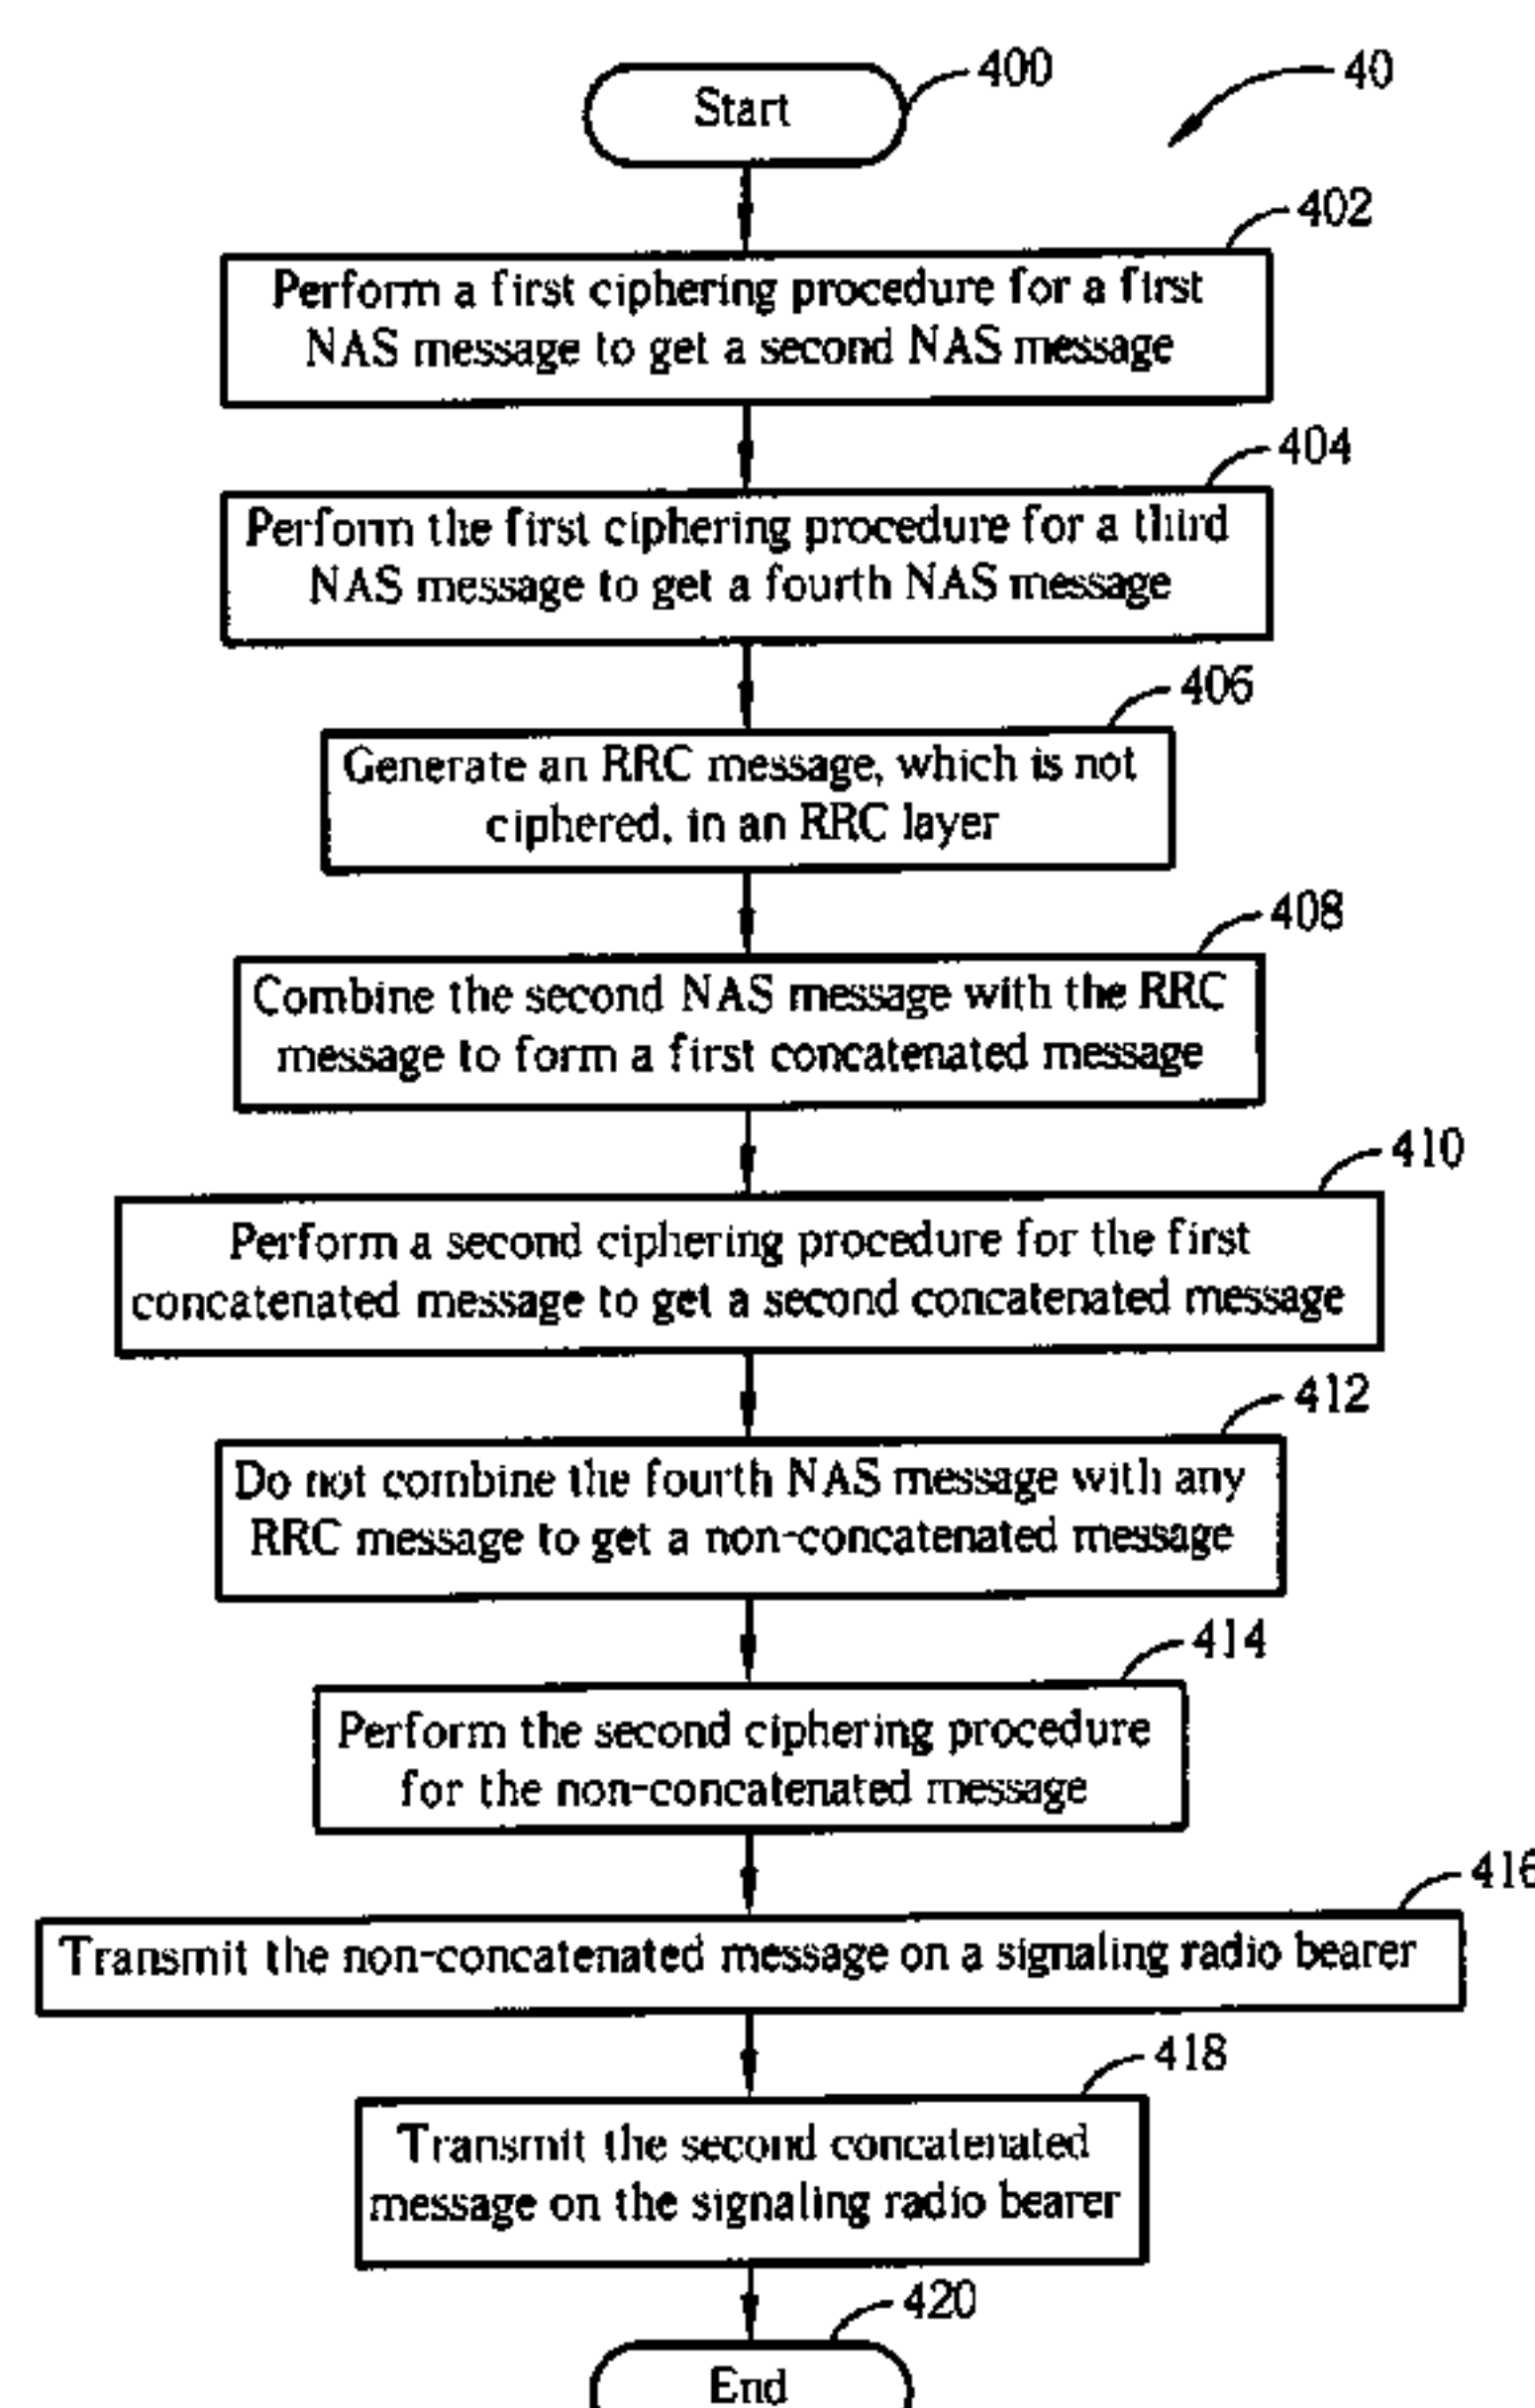 400
Start
40
402
Perform a first ciphering procedure for a first
NAS message to get a second NAS message
404
Perform the first ciphering procedure for a third
NAS message to get a fourth NAS message
406
Generate an RRC message, which is not
ciphered, in an RRC layer
408
Combine the second NAS message with the RRC
message to form a first concatenated message
410
Perform a second ciphering procedure for the first
concatenated message to get a second concatenated message
412
Do not combine the fourth NAS message with any
RRC message to get a non-concatenated message
414
Perform the second ciphering procedure
for the non-concatenated message
416
Transmit the non-concatenated message on a signaling radio bearer
418
Transmit the second concatenated
message on the signaling radio bearer
420
End